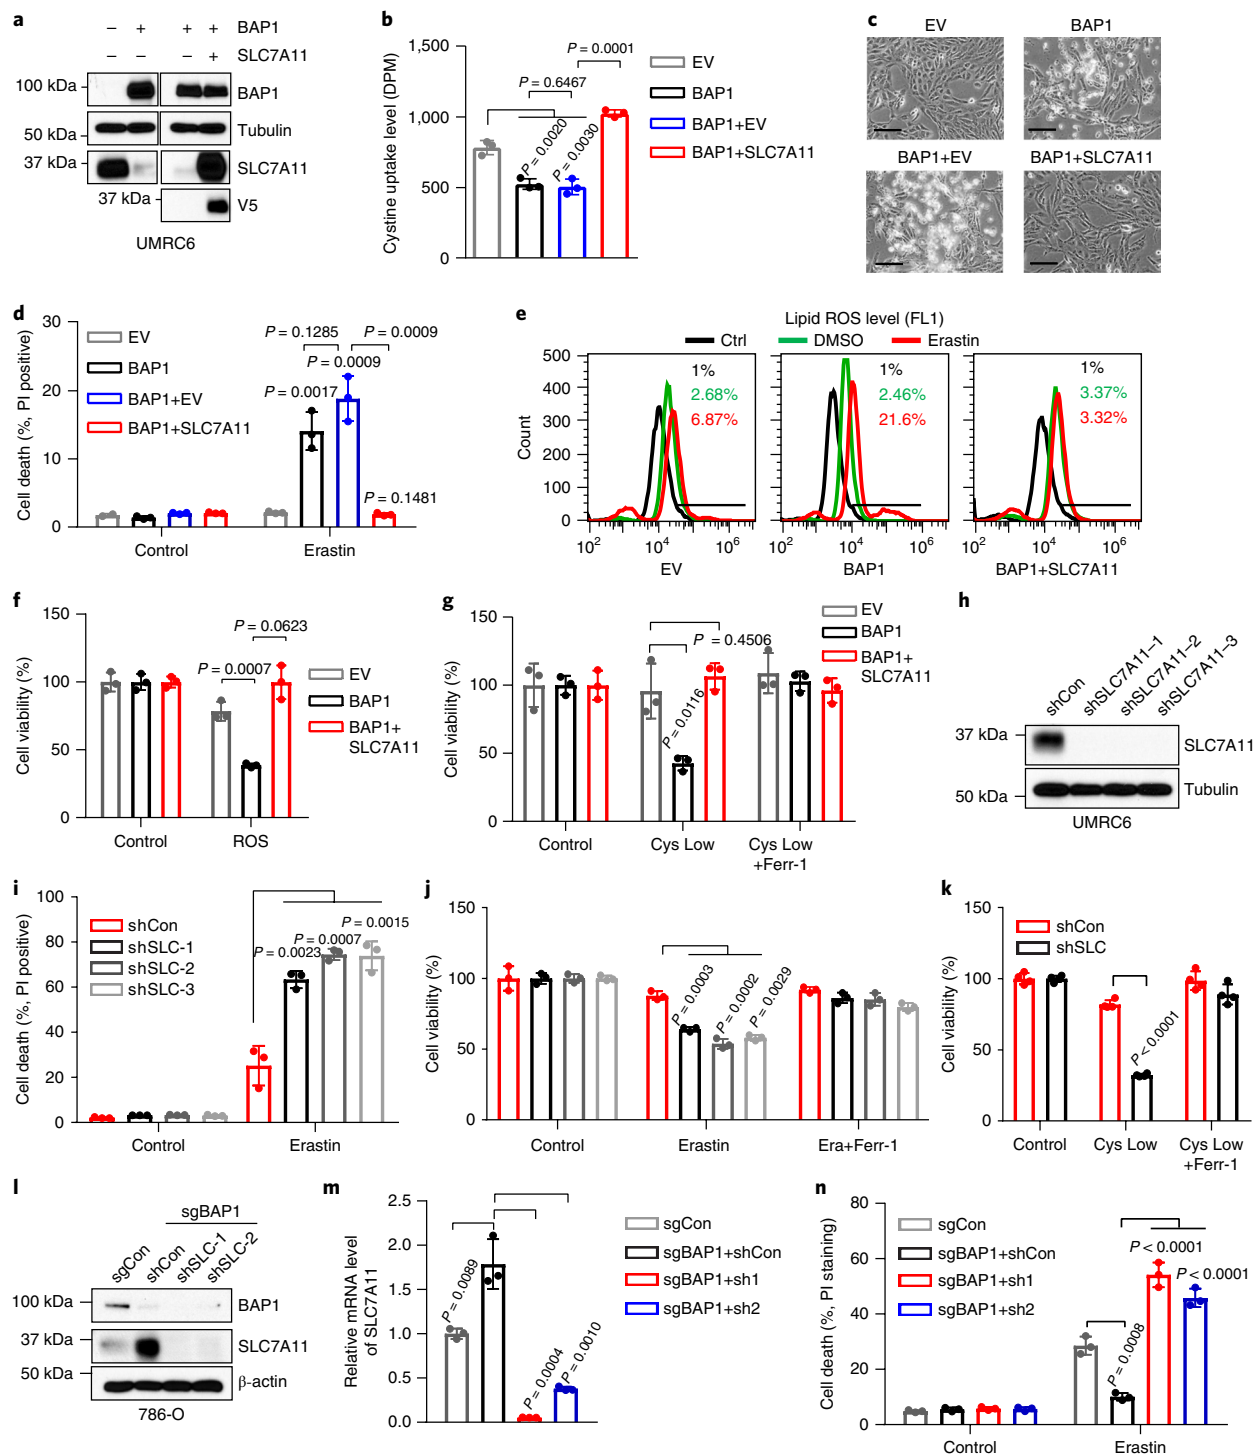 a
– + + + BAP1
– – – + SLC7A11
100 kDa
BAP1
50 kDa
Tubulin
37 kDa
SLC7A11
37 kDa
V5
UMRC6
b
Cystine uptake level (DPM)
1,500
1,000
500
0
P = 0.0001
P = 0.6467
P = 0.0020
P = 0.0030
EV
BAP1
BAP1+EV
BAP1+SLC7A11
c
EV
BAP1
BAP1+EV
BAP1+SLC7A11
d
Cell death (%, PI positive)
30
20
10
0
EV
BAP1
BAP1+EV
BAP1+SLC7A11
P = 0.1285
P = 0.0009
P = 0.0009
P = 0.0017
P = 0.1481
Control
Erastin
e
Lipid ROS level (FL1)
Ctrl
DMSO
Erastin
Count
500
400
300
200
100
0
1%
2.68%
6.87%
1%
2.46%
21.6%
1%
3.37%
3.32%
10² 10⁴ 10⁶
10² 10⁴ 10⁶
10² 10⁴ 10⁶
EV
BAP1
BAP1+SLC7A11
f
Cell viability (%)
150
100
50
0
P = 0.0623
P = 0.0007
EV
BAP1
BAP1+
SLC7A11
Control
ROS
g
Cell viability (%)
150
100
50
0
P = 0.4506
P = 0.0116
EV
BAP1
BAP1+
SLC7A11
Control
Cys Low
Cys Low
+Ferr-1
h
shCon
shSLC7A11–1
shSLC7A11–2
shSLC7A11–3
37 kDa
SLC7A11
50 kDa
Tubulin
UMRC6
i
Cell death (%, PI positive)
100
80
60
40
20
0
shCon
shSLC-1
shSLC-2
shSLC-3
P = 0.0015
P = 0.0007
P = 0.0023
Control
Erastin
j
Cell viability (%)
150
100
50
0
P = 0.0003
P = 0.0002
P = 0.0029
Control
Erastin
Era+Ferr-1
k
Cell viability (%)
150
100
50
0
shCon
shSLC
P < 0.0001
Control
Cys Low
Cys Low
+Ferr-1
l
sgBAP1
sgCon
shCon
shSLC-1
shSLC-2
100 kDa
BAP1
37 kDa
SLC7A11
50 kDa
β-actin
786-O
m
Relative mRNA level
of SLC7A11
2.5
2.0
1.5
1.0
0.5
0.0
P = 0.0089
P = 0.0004
P = 0.0010
sgCon
sgBAP1+shCon
sgBAP1+sh1
sgBAP1+sh2
n
Cell death (%, PI staining)
80
60
40
20
0
sgCon
sgBAP1+shCon
sgBAP1+sh1
sgBAP1+sh2
P < 0.0001
P < 0.0001
P = 0.0008
Control
Erastin